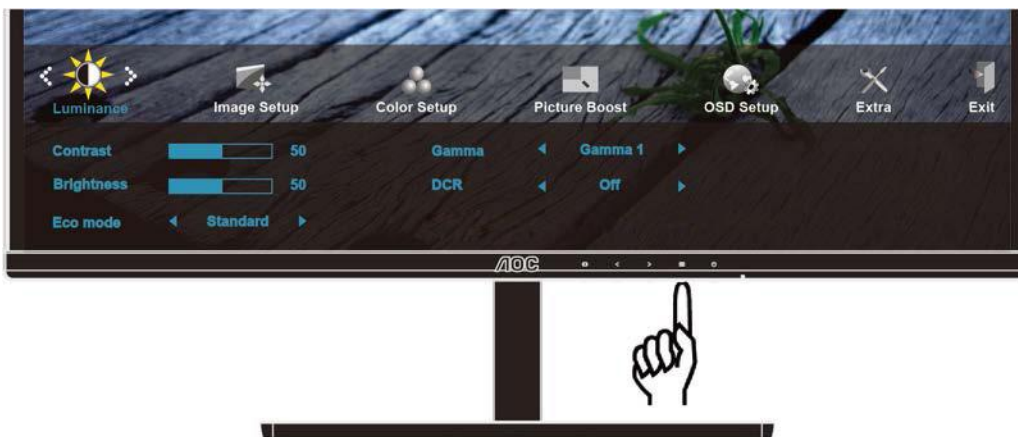 Luminance Image Setup Color Setup Picture Boost OSD Setup Extra Exit
Contrast 50 Gamma Gamma 1
Brightness 50 DCR Off
Eco mode Standard
AOC